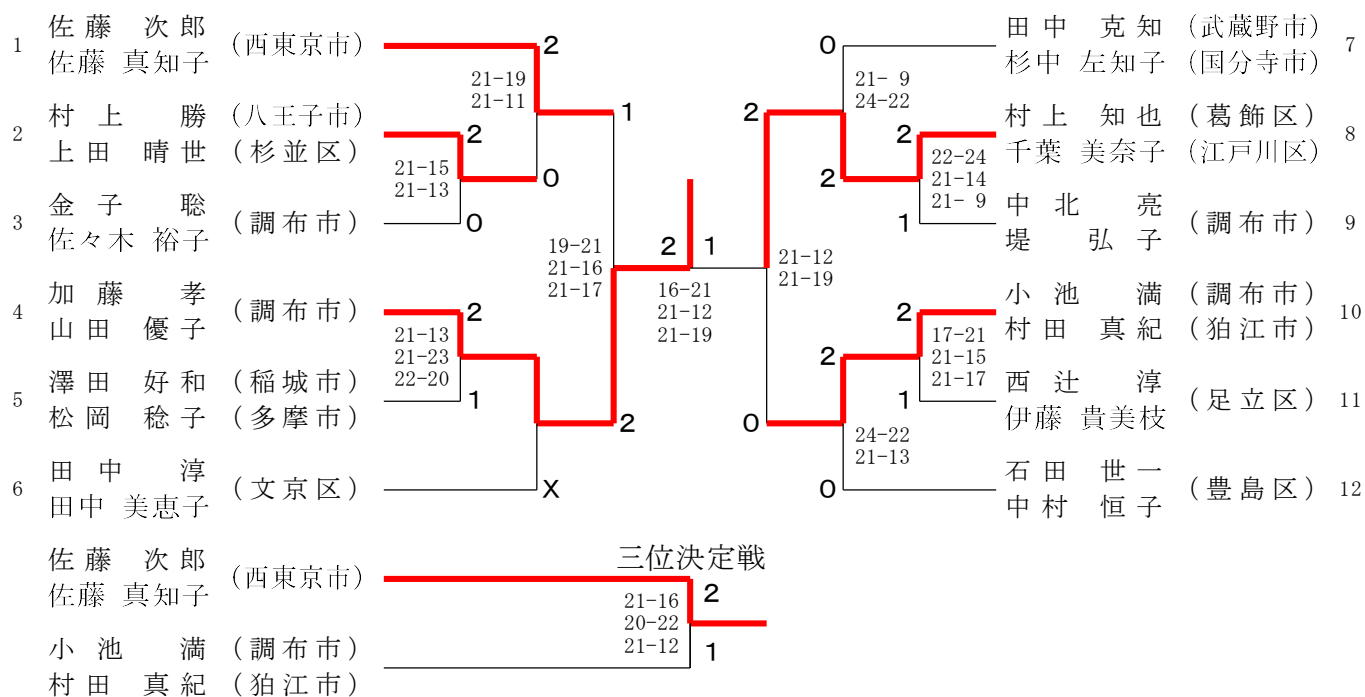 1 佐藤 次郎 (西東京市)
佐藤 真知子
2 村上 勝 (八王子市)
上田 晴世 (杉並区)
3 金子 聡 (調布市)
佐々木 裕子
4 加藤 孝 (調布市)
山田 優子
5 澤田 好和 (稲城市)
松岡 稔子 (多摩市)
6 田中 淳 (文京区)
田中 美恵子
2
21-19
21-11
2
21-15
21-13
0
0
1
19-21
21-16
21-17
2
21-13
21-23
22-20
1
2
X
2 1
16-21
21-12
21-19
田中 克知 (武蔵野市) 7
杉中 左知子 (国分寺市)
村上 知也 (葛飾区) 8
千葉 美奈子 (江戸川区)
中北 亮 (調布市) 9
堤 弘子
小池 満 (調布市) 10
村田 真紀 (狛江市)
西辻 淳 (足立区) 11
伊藤 貴美枝
石田 世一 (豊島区) 12
中村 恒子
0
21- 9
24-22
2
2
2
22-24
21-14
21- 9
1
21-12
21-19
2
17-21
21-15
21-17
2
1
0
24-22
21-13
0
三位決定戦
佐藤 次郎 (西東京市)
佐藤 真知子
小池 満 (調布市)
村田 真紀 (狛江市)
21-16
20-22
21-12
2
1